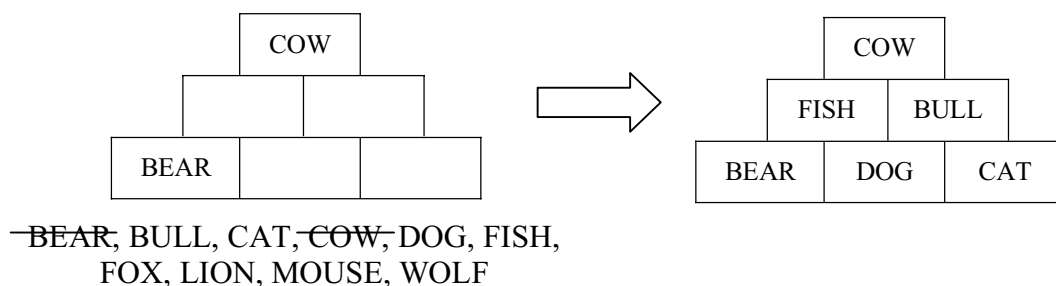 COW
BEAR
BEAR, BULL, CAT, COW, DOG, FISH,
FOX, LION, MOUSE, WOLF
COW
FISH BULL
BEAR DOG CAT